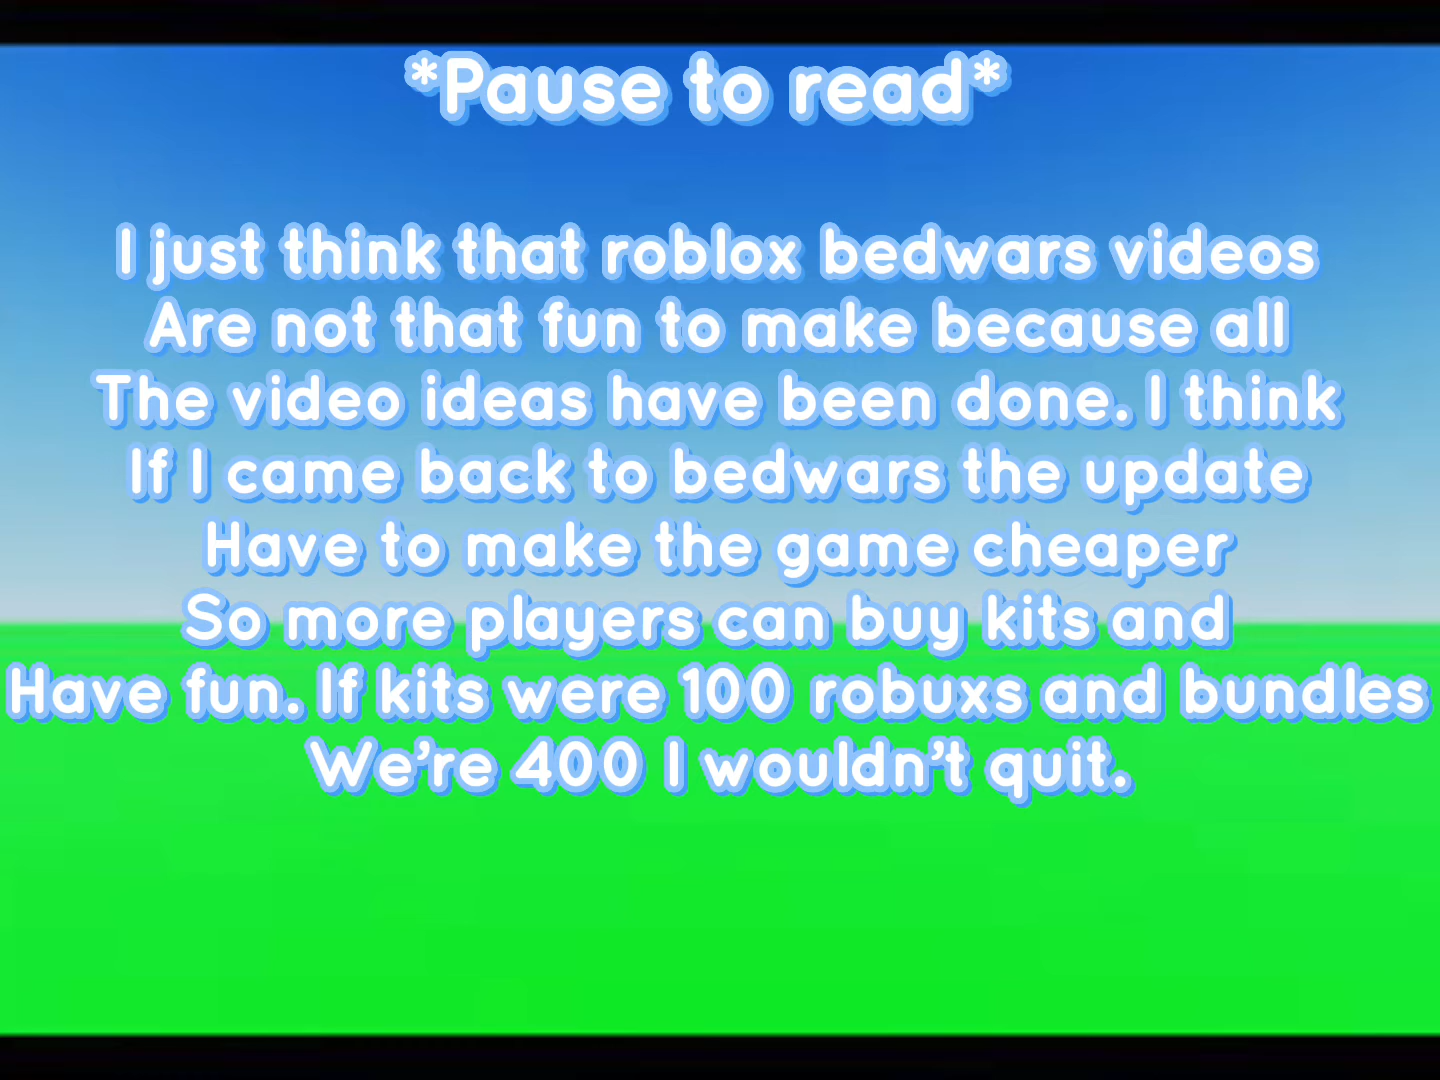 *Pause to read*
I just think that roblox bedwars videos
Are not that fun to make because all
The video ideas have been done. I think
If I came back to bedwars the update
Have to make the game cheaper
So more players can buy kits and
Have fun. If kits were 100 robuxs and bundles
We’re 400 I wouldn’t quit.